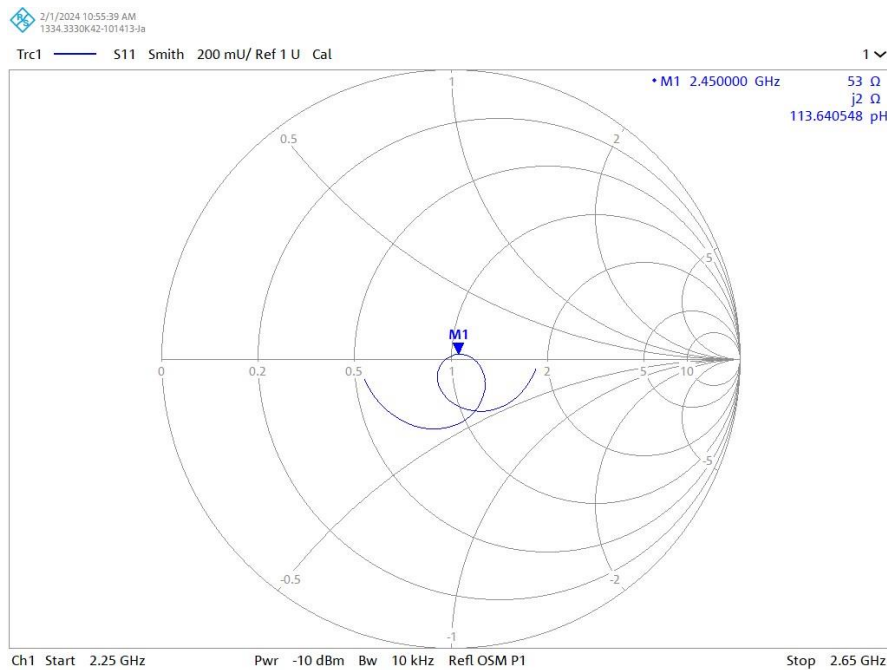 R&S
2/1/2024 10:55:39 AM
1334.3330K42-101413-Ja
Trc1 S11 Smith 200 mU/ Ref 1 U Cal 1
• M1 2.450000 GHz 53 Ω
j2 Ω
113.640548 pH
1
0.5 2
5
M1
0 0.2 0.5 1 2 5 10
-5
-0.5 -2
-1
Ch1 Start 2.25 GHz Pwr -10 dBm Bw 10 kHz Refl OSM P1 Stop 2.65 GHz